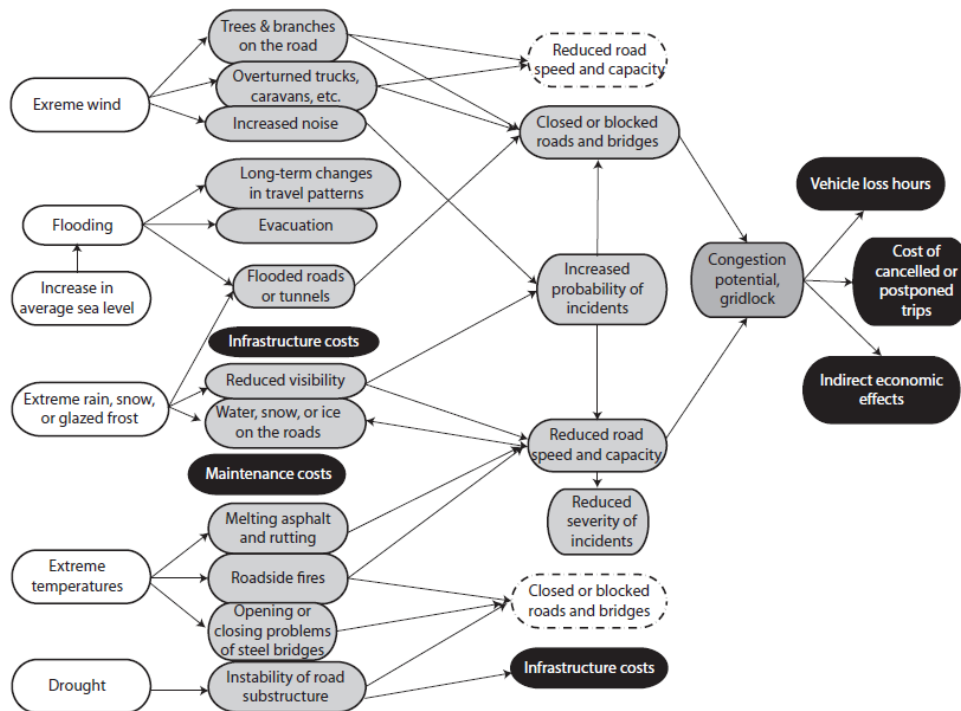 Trees & branches
on the road
Reduced road
speed and capacity
Overturned trucks,
caravans, etc.
Exreme wind
Increased noise
Closed or blocked
roads and bridges
Long-term changes
in travel patterns
Vehicle loss hours
Flooding
Evacuation
Increase in
average sea level
Flooded roads
or tunnels
Increased
probability of
incidents
Congestion
potential,
gridlock
Cost of
cancelled or
postponed
trips
Infrastructure costs
Indirect economic
effects
Extreme rain, snow,
or glazed frost
Reduced visibility
Water, snow, or ice
on the roads
Reduced road
speed and capacity
Maintenance costs
Reduced
severity of
incidents
Melting asphalt
and rutting
Extreme
temperatures
Roadside fires
Closed or blocked
roads and bridges
Opening or
closing problems
of steel bridges
Infrastructure costs
Drought
Instability of road
substructure